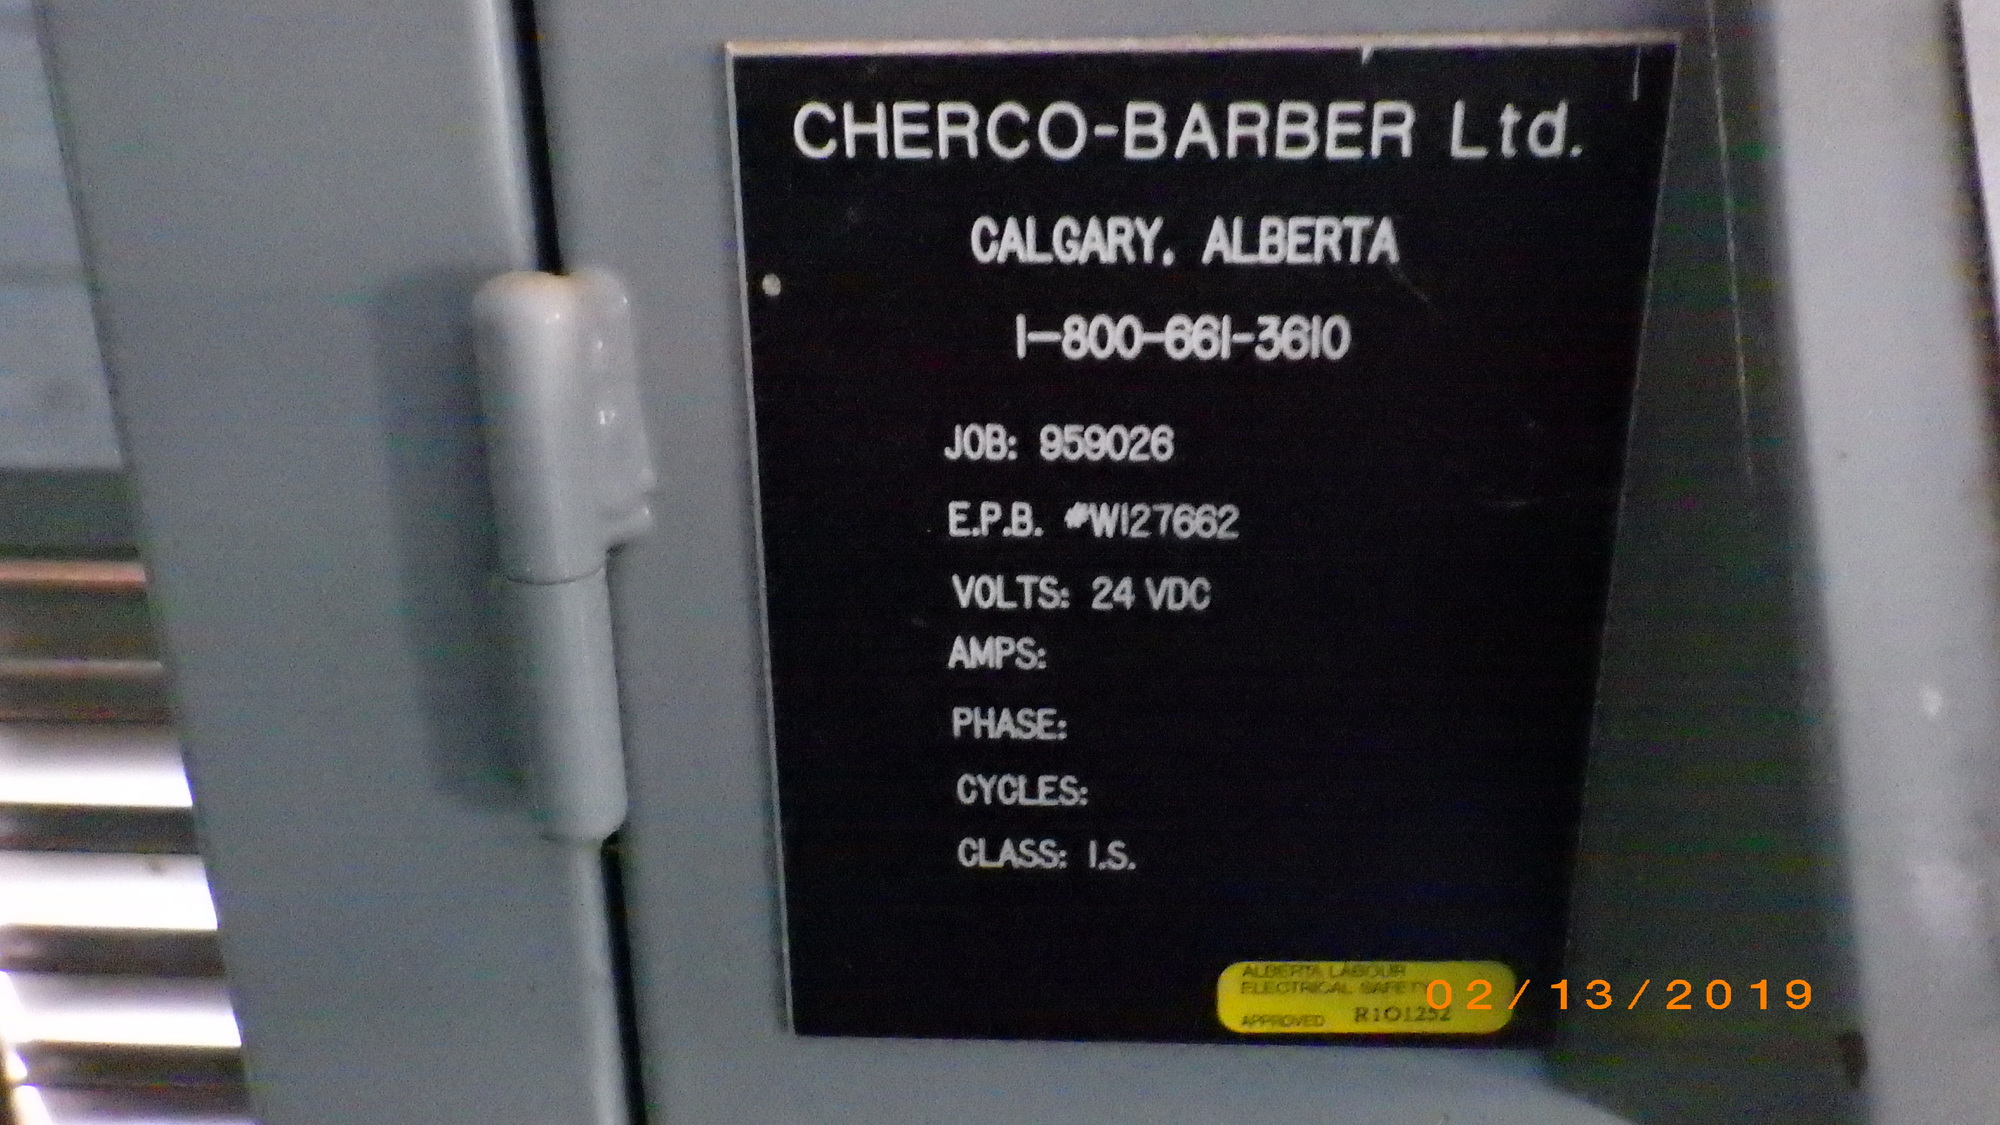 CHERCO-BARBER Ltd.
CALGARY, ALBERTA
1-800-661-3610
JOB: 959026
E.P.B. #W127662
VOLTS: 24 VDC
AMPS:
PHASE:
CYCLES:
CLASS: I.S.
ALBERTA LABOUR
ELECTRICAL SAFETY
APPROVED R101252
02/13/2019